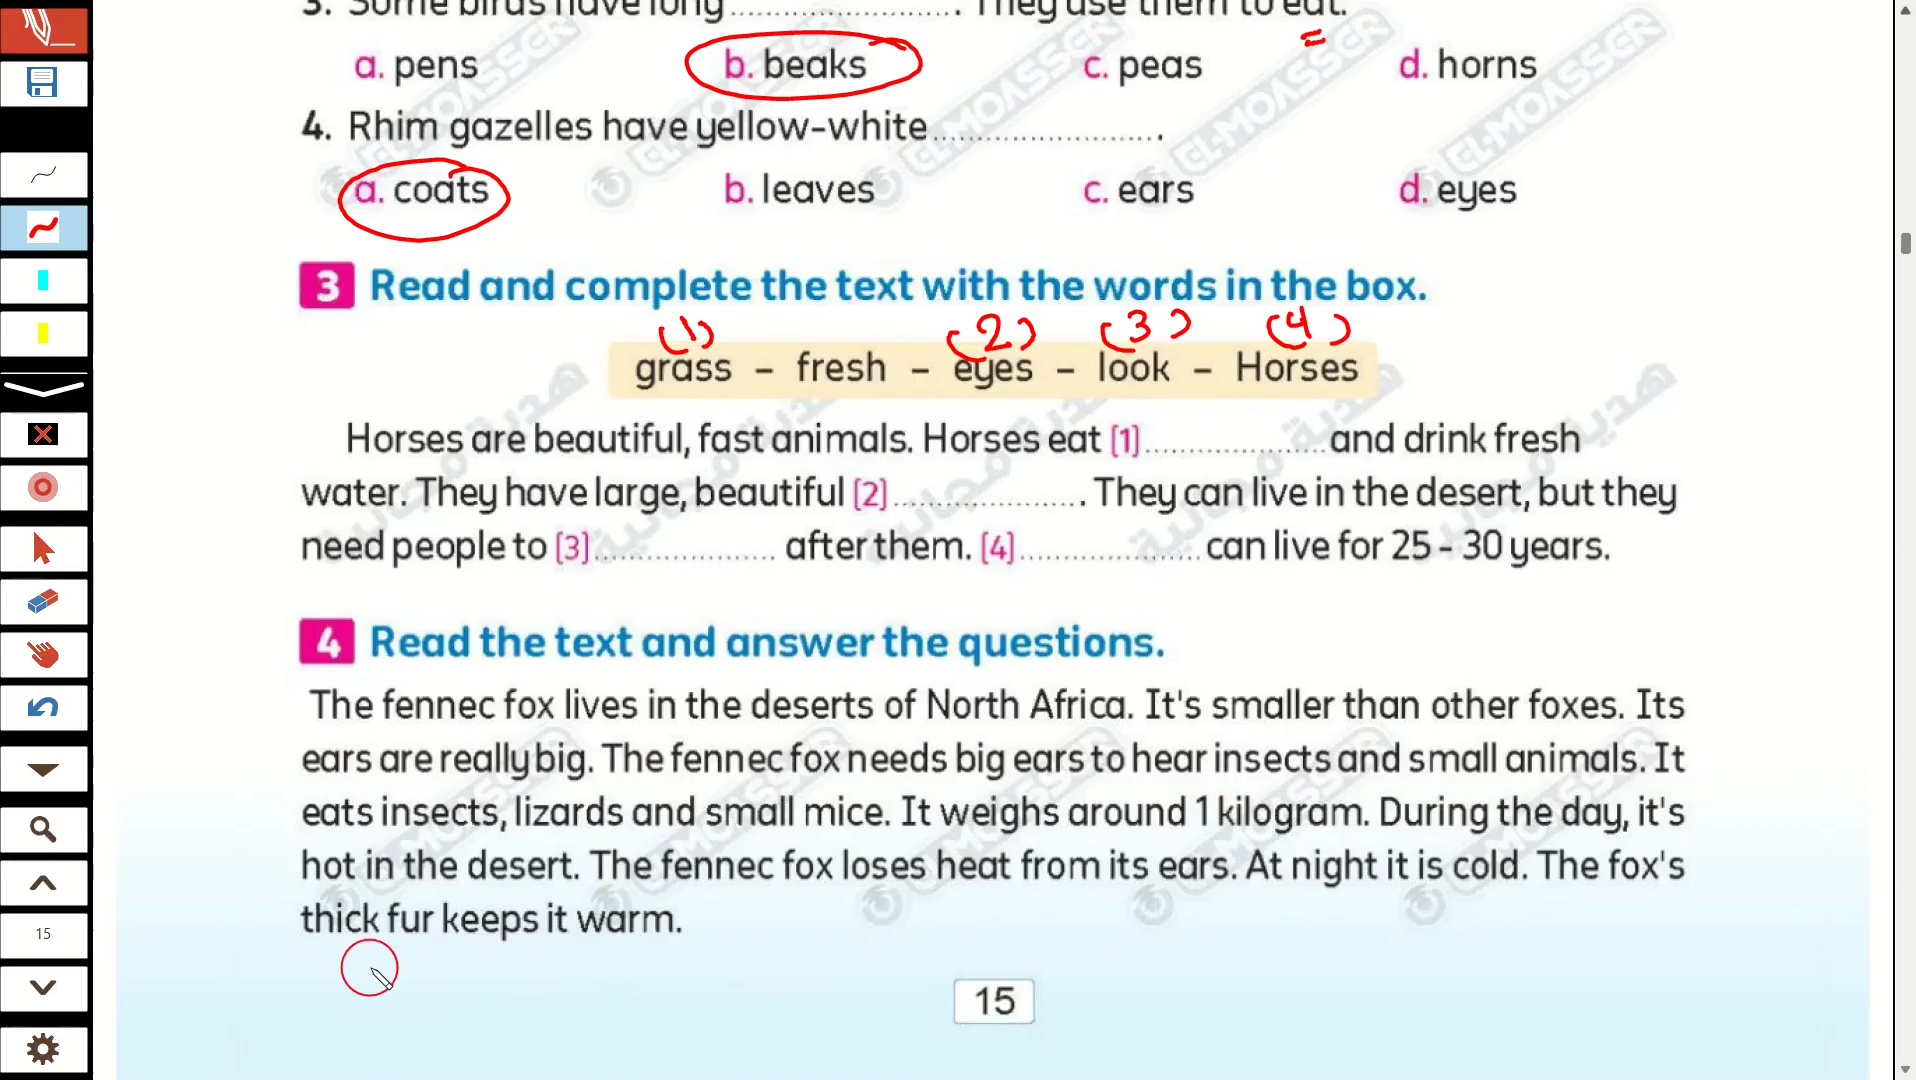 3. Some birds have long ........................ . They use them to eat.
a. pens b. beaks c. peas d. horns
4. Rhim gazelles have yellow-white ........................ .
a. coats b. leaves c. ears d. eyes
3 Read and complete the text with the words in the box.
(1) (2) (3) (4)
grass - fresh - eyes - look - Horses
Horses are beautiful, fast animals. Horses eat [1] .................... and drink fresh
water. They have large, beautiful [2] .................... . They can live in the desert, but they
need people to [3] .................... after them. [4] .................... can live for 25 - 30 years.
4 Read the text and answer the questions.
The fennec fox lives in the deserts of North Africa. It's smaller than other foxes. Its
ears are really big. The fennec fox needs big ears to hear insects and small animals. It
eats insects, lizards and small mice. It weighs around 1 kilogram. During the day, it's
hot in the desert. The fennec fox loses heat from its ears. At night it is cold. The fox's
thick fur keeps it warm.
15
15
ELMOASSER
هدية مجانية